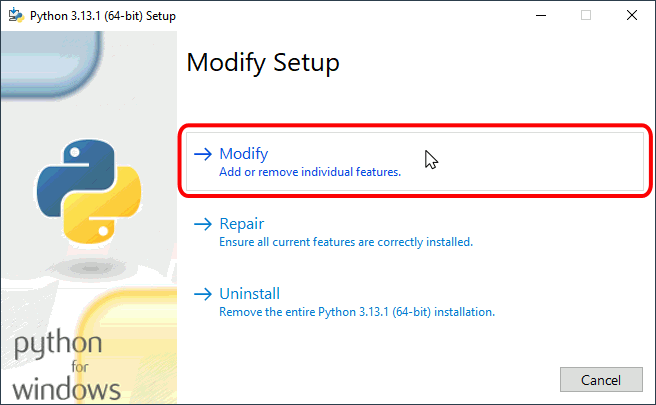 Python 3.13.1 (64-bit) Setup
Modify Setup
Modify
Add or remove individual features.
Repair
Ensure all current features are correctly installed.
Uninstall
Remove the entire Python 3.13.1 (64-bit) installation.
python
for
windows
Cancel